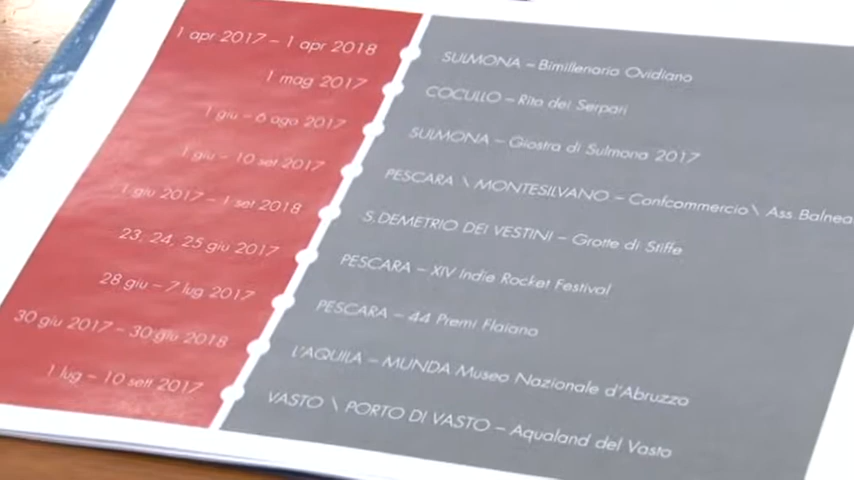 1 apr 2017 – 1 apr 2018 SULMONA – Bimillenario Ovidiano
1 mag 2017 COCULLO – Rito dei Serpari
1 giu – 6 ago 2017 SULMONA – Giostra di Sulmona 2017
1 giu – 10 set 2017 PESCARA \ MONTESILVANO – Confcommercio \ Ass.Balnea
1 giu 2017 – 1 set 2018 S.DEMETRIO DEI VESTINI – Grotte di Stiffe
23, 24, 25 giu 2017 PESCARA – XIV Indie Rocket Festival
28 giu – 7 lug 2017 PESCARA – 44 Premi Flaiano
30 giu 2017 – 30 giu 2018 L'AQUILA – MUNDA Museo Nazionale d'Abruzzo
1 lug – 10 sett 2017 VASTO \ PORTO DI VASTO – Aqualand del Vasto